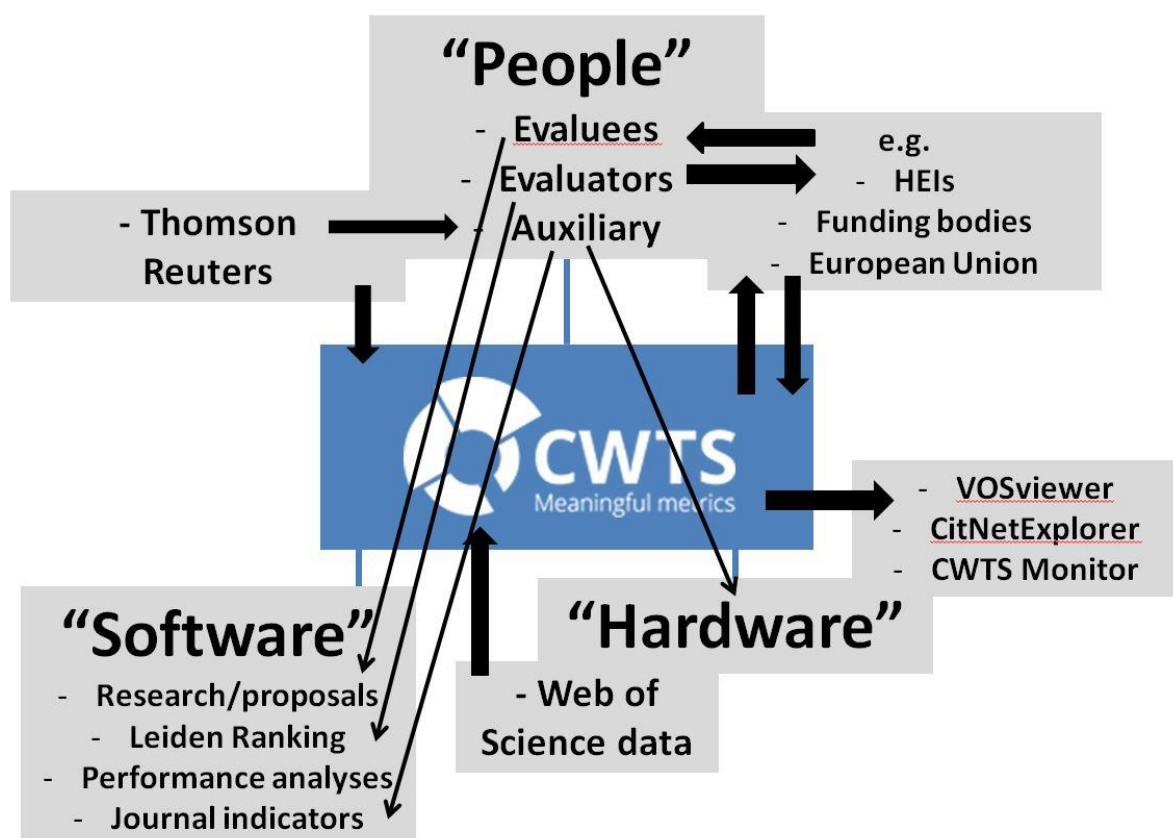 “People”
- Evaluees
- Evaluators
- Auxiliary
- Thomson
Reuters
e.g.
- HEIs
- Funding bodies
- European Union
CWTS
Meaningful metrics
- VOSviewer
- CitNetExplorer
- CWTS Monitor
“Software”
- Research/proposals
- Leiden Ranking
- Performance analyses
- Journal indicators
“Hardware”
- Web of
Science data